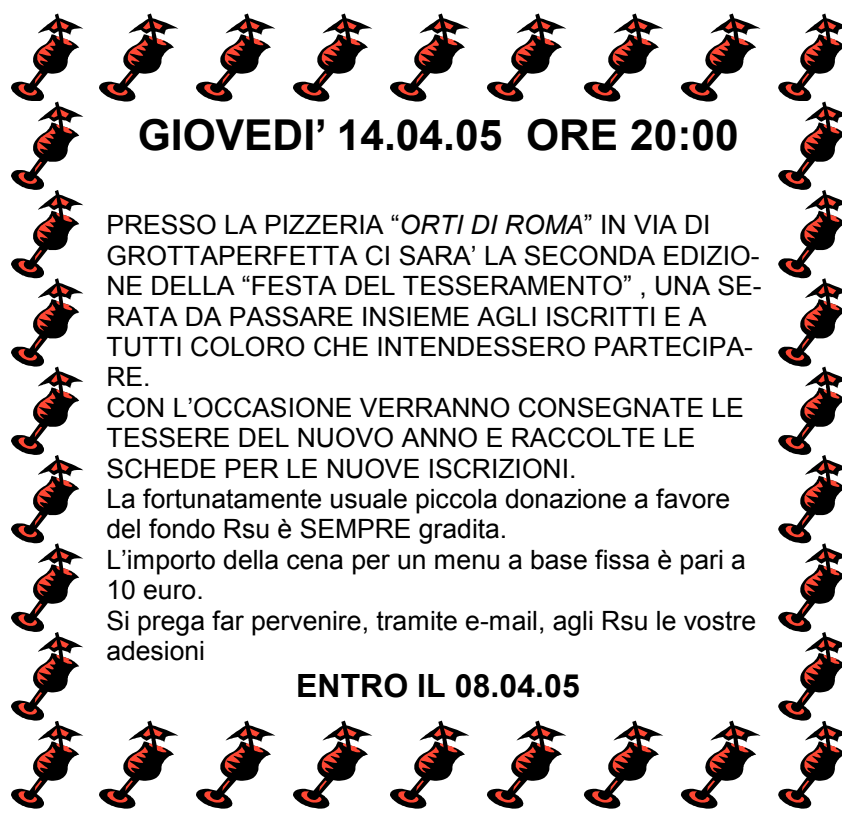 GIOVEDI’ 14.04.05 ORE 20:00
PRESSO LA PIZZERIA “ORTI DI ROMA” IN VIA DI
GROTTAPERFETTA CI SARA’ LA SECONDA EDIZIO-
NE DELLA “FESTA DEL TESSERAMENTO” , UNA SE-
RATA DA PASSARE INSIEME AGLI ISCRITTI E A
TUTTI COLORO CHE INTENDESSERO PARTECIPA-
RE.
CON L’OCCASIONE VERRANNO CONSEGNATE LE
TESSERE DEL NUOVO ANNO E RACCOLTE LE
SCHEDE PER LE NUOVE ISCRIZIONI.
La fortunatamente usuale piccola donazione a favore
del fondo Rsu è SEMPRE gradita.
L’importo della cena per un menu a base fissa è pari a
10 euro.
Si prega far pervenire, tramite e-mail, agli Rsu le vostre
adesioni
ENTRO IL 08.04.05